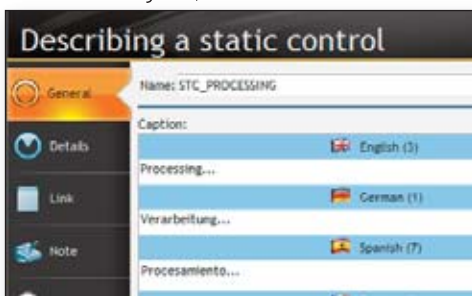 Describing a static control
General
Name: STC_PROCESSING
Caption:
English (3)
Details
Processing...
German (1)
Link
Verarbeitung...
Spanish (7)
Note
Procesamiento...